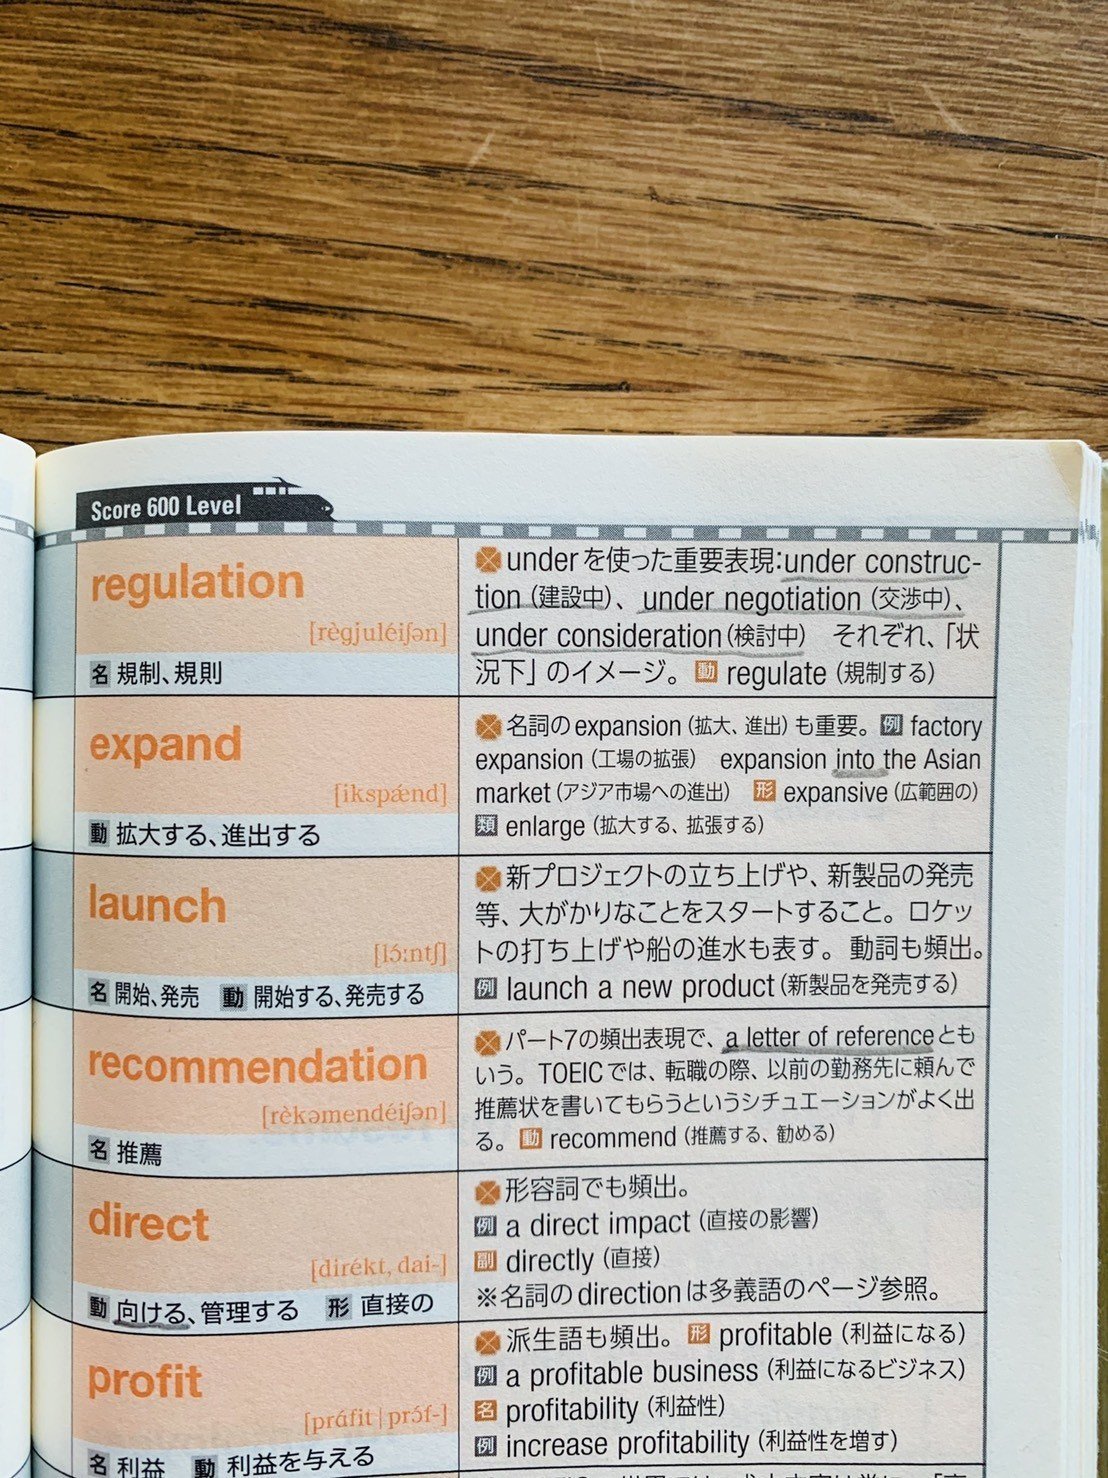 Score 600 Level
regulation
[règjuléiʃən]
名 規制、規則
underを使った重要表現：under construc-
tion（建設中）、under negotiation（交渉中）、
under consideration（検討中） それぞれ、「状
況下」のイメージ。 動 regulate（規制する）
expand
[ikspǽnd]
動 拡大する、進出する
名詞のexpansion（拡大、進出）も重要。 例 factory
expansion（工場の拡張） expansion into the Asian
market（アジア市場への進出） 形 expansive（広範囲の）
類 enlarge（拡大する、拡張する）
launch
[lɔ́ːntʃ]
名 開始、発売 動 開始する、発売する
新プロジェクトの立ち上げや、新製品の発売
等、大がかりなことをスタートすること。ロケッ
トの打ち上げや船の進水も表す。動詞も頻出。
例 launch a new product（新製品を発売する）
recommendation
[rèkəmendéiʃən]
名 推薦
パート7の頻出表現で、a letter of referenceとも
いう。TOEICでは、転職の際、以前の勤務先に頼んで
推薦状を書いてもらうというシチュエーションがよく出
る。 動 recommend（推薦する、勧める）
direct
[dirékt, dai-]
動 向ける、管理する 形 直接の
形容詞でも頻出。
例 a direct impact（直接の影響）
副 directly（直接）
※名詞のdirectionは多義語のページ参照。
profit
[práfit | prɔ́f-]
名 利益 動 利益を与える
派生語も頻出。 形 profitable（利益になる）
例 a profitable business（利益になるビジネス）
名 profitability（利益性）
例 increase profitability（利益性を増す）